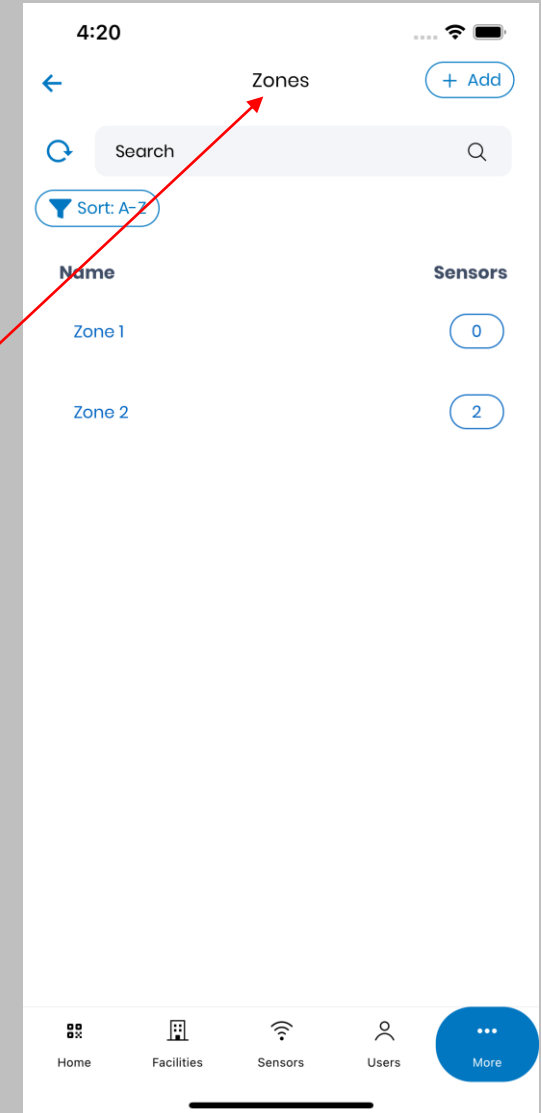 4:20
Zones
+ Add
Search
Sort: A-Z
Name Sensors
Zone 1 0
Zone 2 2
Home Facilities Sensors Users More